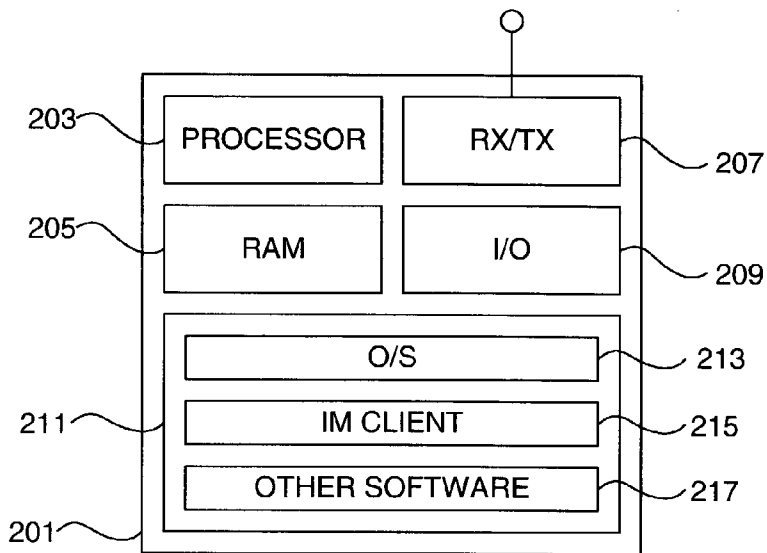 203
PROCESSOR
RX/TX
207
205
RAM
I/O
209
O/S
213
211
IM CLIENT
215
OTHER SOFTWARE
217
201